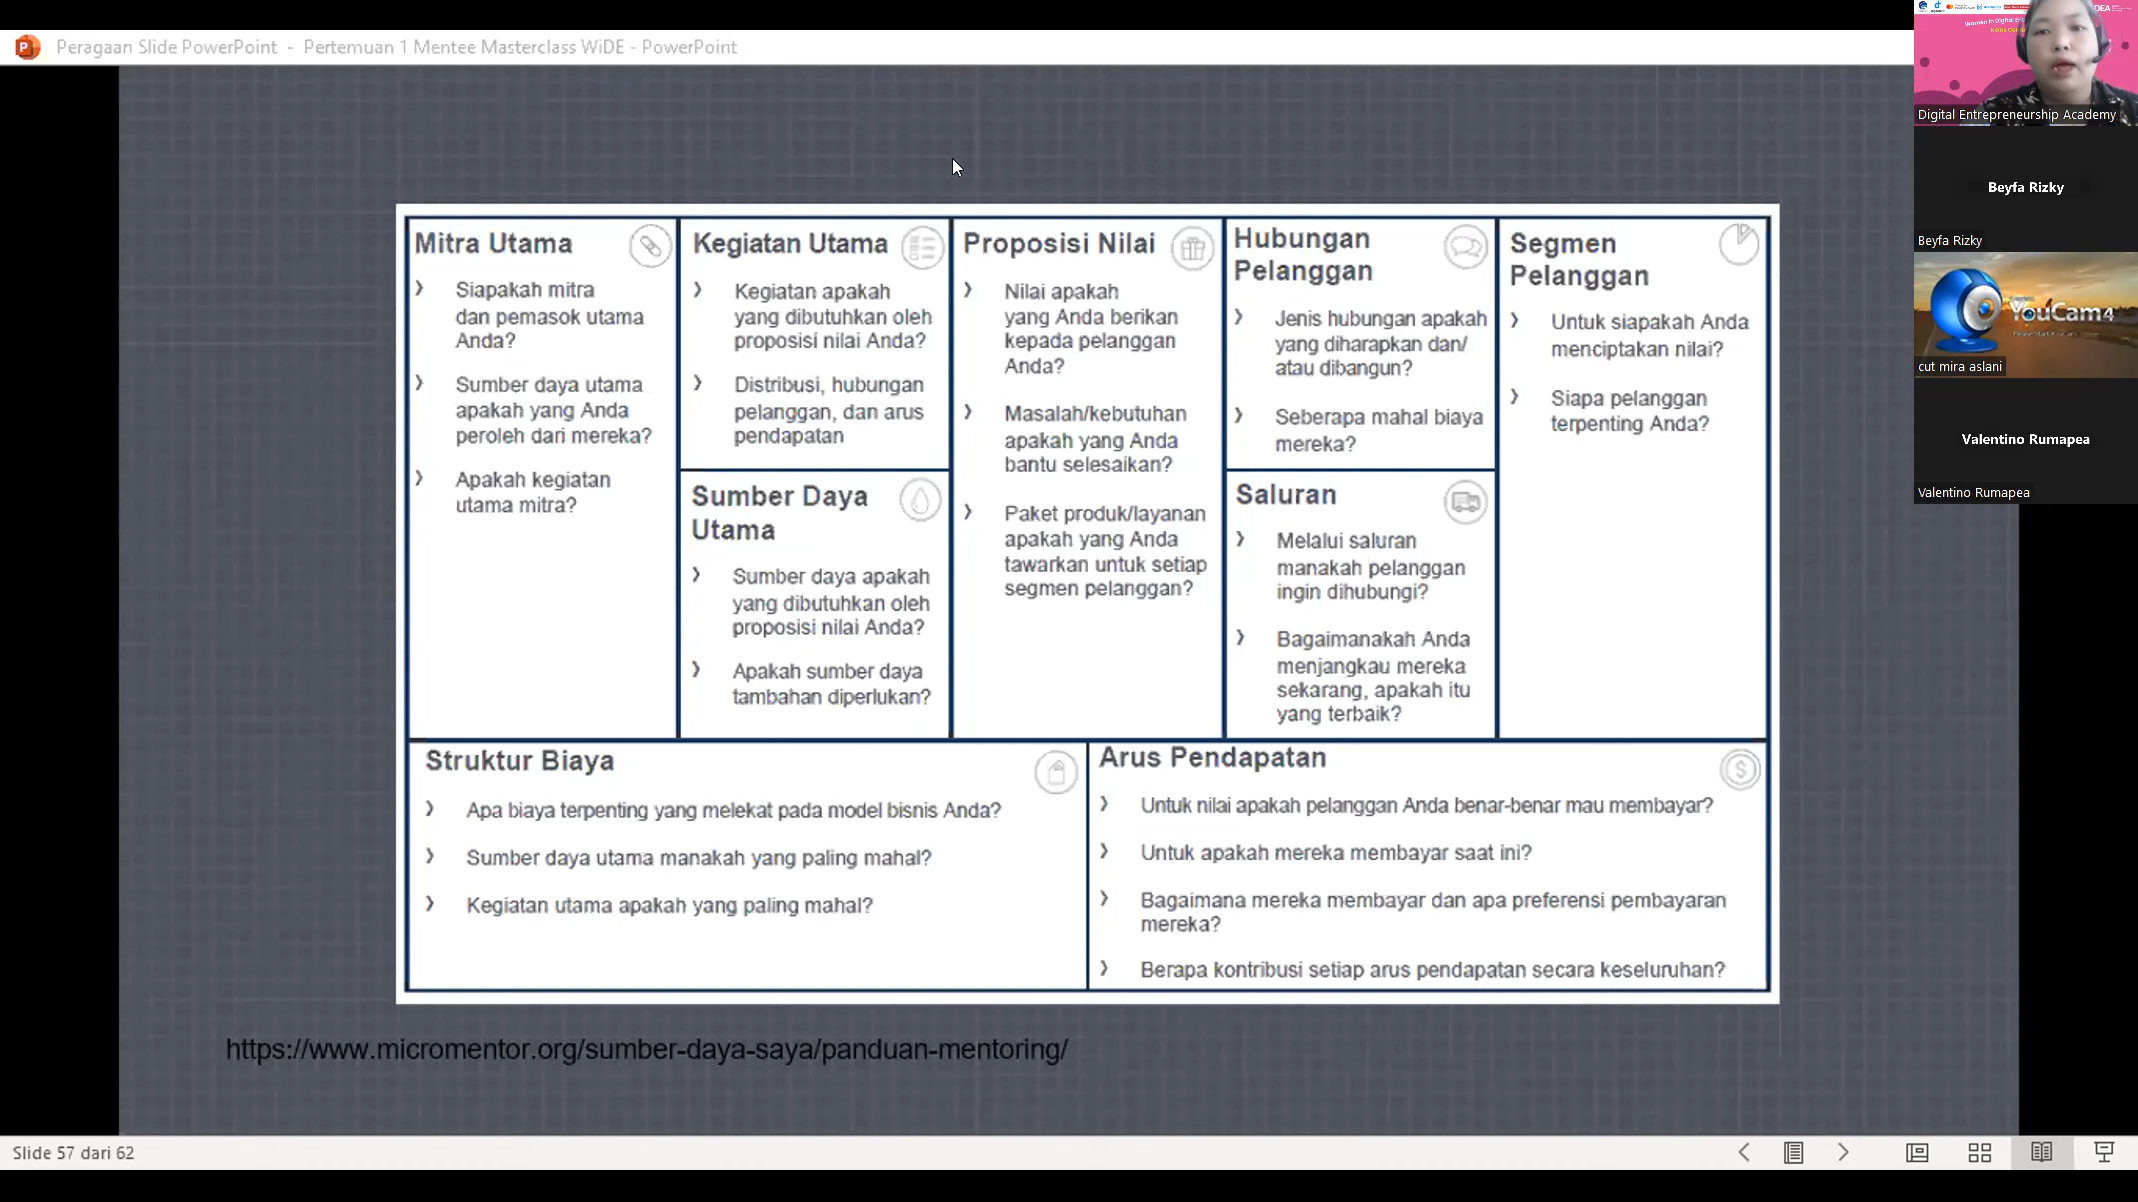 Peragaan Slide PowerPoint - Pertemuan 1 Mentee Masterclass WiDE - PowerPoint
Mitra Utama
Siapakah mitra
dan pemasok utama
Anda?
Sumber daya utama
apakah yang Anda
peroleh dari mereka?
Apakah kegiatan
utama mitra?
Kegiatan Utama
Kegiatan apakah
yang dibutuhkan oleh
proposisi nilai Anda?
Distribusi, hubungan
pelanggan, dan arus
pendapatan
Sumber Daya
Utama
Sumber daya apakah
yang dibutuhkan oleh
proposisi nilai Anda?
Apakah sumber daya
tambahan diperlukan?
Proposisi Nilai
Nilai apakah
yang Anda berikan
kepada pelanggan
Anda?
Masalah/kebutuhan
apakah yang Anda
bantu selesaikan?
Paket produk/layanan
apakah yang Anda
tawarkan untuk setiap
segmen pelanggan?
Hubungan
Pelanggan
Jenis hubungan apakah
yang diharapkan dan/
atau dibangun?
Seberapa mahal biaya
mereka?
Saluran
Melalui saluran
manakah pelanggan
ingin dihubungi?
Bagaimanakah Anda
menjangkau mereka
sekarang, apakah itu
yang terbaik?
Segmen
Pelanggan
Untuk siapakah Anda
menciptakan nilai?
Siapa pelanggan
terpenting Anda?
Struktur Biaya
Apa biaya terpenting yang melekat pada model bisnis Anda?
Sumber daya utama manakah yang paling mahal?
Kegiatan utama apakah yang paling mahal?
Arus Pendapatan
Untuk nilai apakah pelanggan Anda benar-benar mau membayar?
Untuk apakah mereka membayar saat ini?
Bagaimana mereka membayar dan apa preferensi pembayaran
mereka?
Berapa kontribusi setiap arus pendapatan secara keseluruhan?
https://www.micromentor.org/sumber-daya-saya/panduan-mentoring/
Slide 57 dari 62
Digital Entrepreneurship Academy
Beyfa Rizky
Beyfa Rizky
YouCam4
cut mira aslani
Valentino Rumapea
Valentino Rumapea